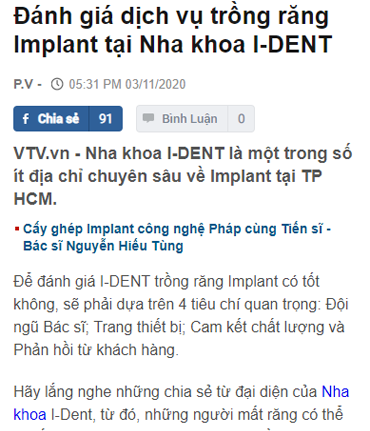 Đánh giá dịch vụ trồng răng
Implant tại Nha khoa I-DENT
P.V - 05:31 PM 03/11/2020
f Chia sẻ 91 Bình Luận 0
VTV.vn - Nha khoa I-DENT là một trong số
ít địa chỉ chuyên sâu về Implant tại TP
HCM.
Cấy ghép Implant công nghệ Pháp cùng Tiến sĩ -
Bác sĩ Nguyễn Hiếu Tùng
Để đánh giá I-DENT trồng răng Implant có tốt
không, sẽ phải dựa trên 4 tiêu chí quan trọng: Đội
ngũ Bác sĩ; Trang thiết bị; Cam kết chất lượng và
Phản hồi từ khách hàng.
Hãy lắng nghe những chia sẻ từ đại diện của Nha
khoa I-Dent, từ đó, những người mất răng có thể